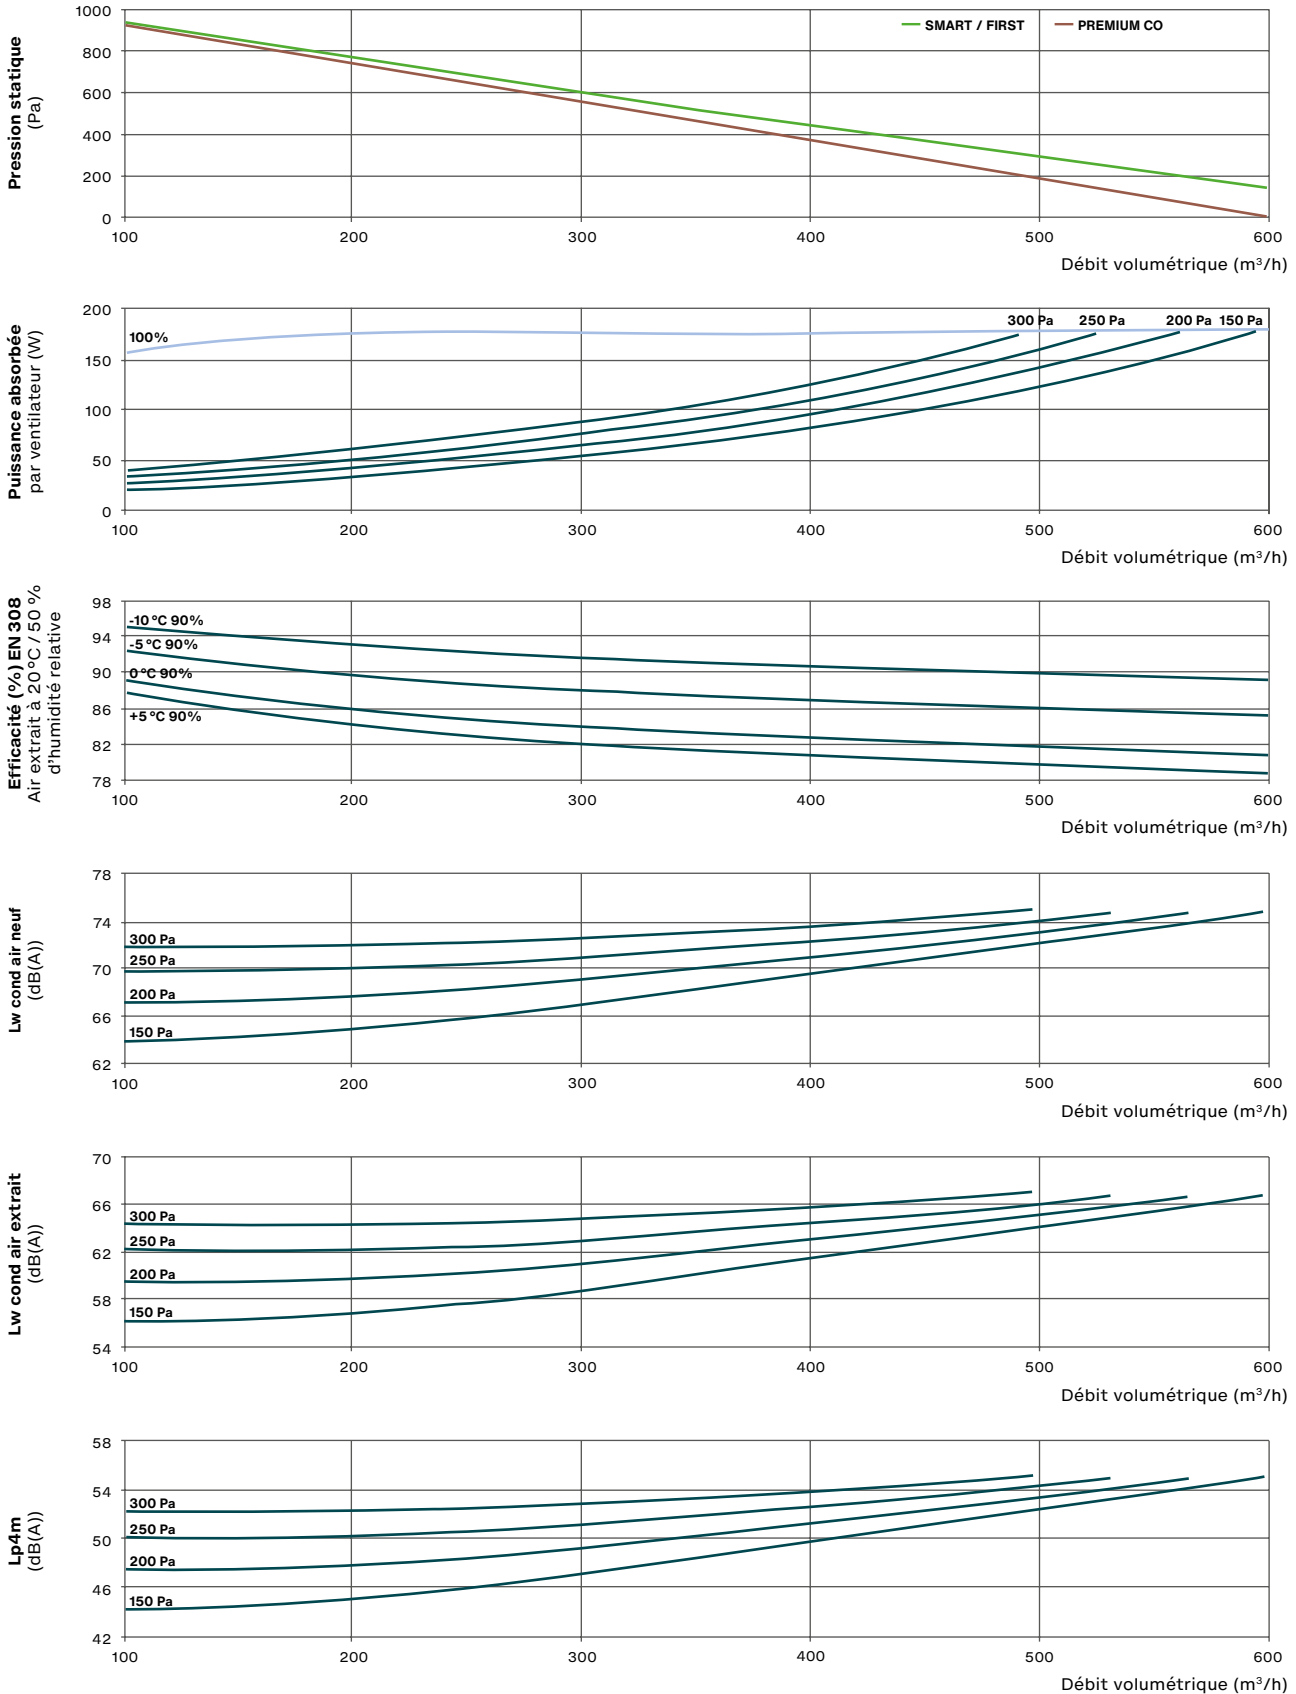 SMART / FIRST PREMIUM CO
Pression statique
(Pa)
1000
800
600
400
200
0
100 200 300 400 500 600
Débit volumétrique (m³/h)
Puissance absorbée
par ventilateur (W)
200
150
100
50
0
100%
300 Pa 250 Pa 200 Pa 150 Pa
100 200 300 400 500 600
Débit volumétrique (m³/h)
Efficacité (%) EN 308
Air extrait à 20°C / 50 %
d'humidité relative
98
94
90
86
82
78
-10°C 90%
-5°C 90%
0°C 90%
+5°C 90%
100 200 300 400 500 600
Débit volumétrique (m³/h)
Lw cond air neuf
(dB(A))
78
74
70
66
62
300 Pa
250 Pa
200 Pa
150 Pa
100 200 300 400 500 600
Débit volumétrique (m³/h)
Lw cond air extrait
(dB(A))
70
66
62
58
54
300 Pa
250 Pa
200 Pa
150 Pa
100 200 300 400 500 600
Débit volumétrique (m³/h)
Lp4m
(dB(A))
58
54
50
46
42
300 Pa
250 Pa
200 Pa
150 Pa
100 200 300 400 500 600
Débit volumétrique (m³/h)